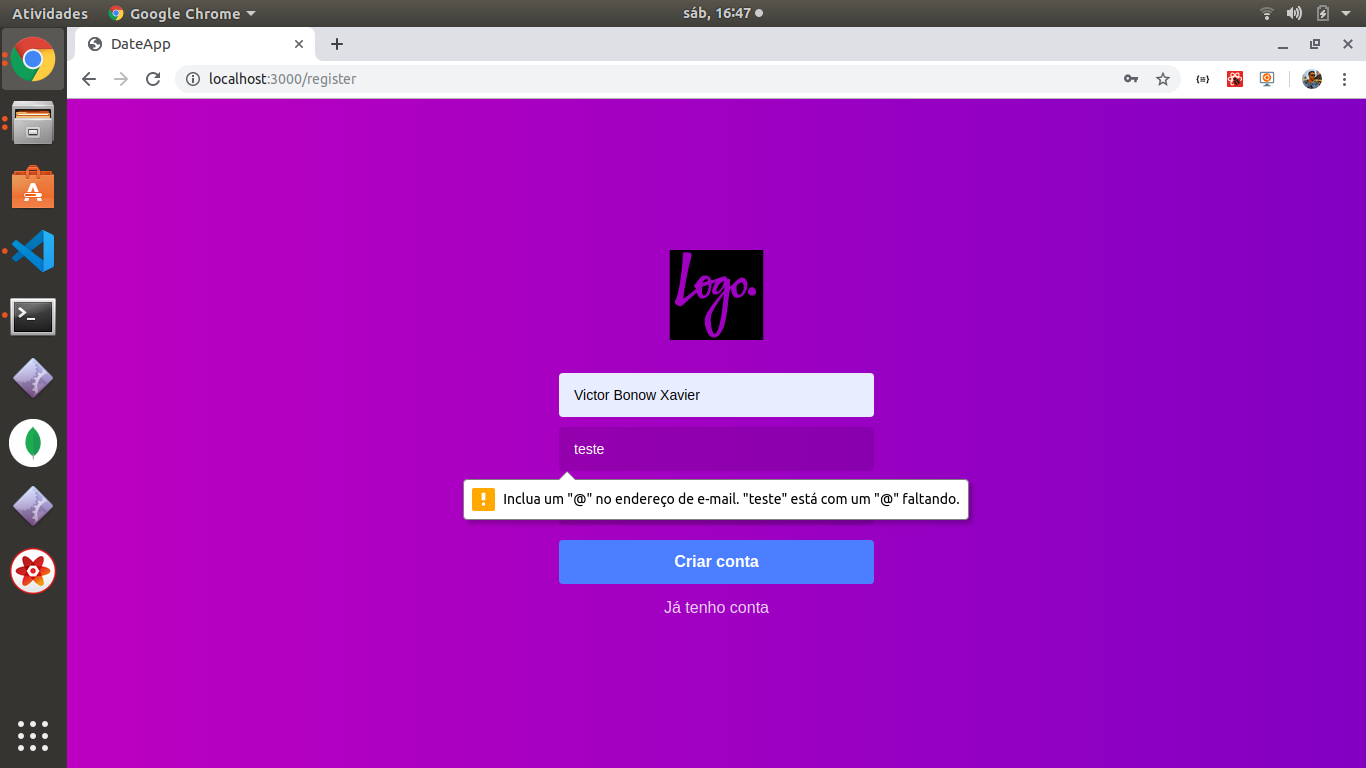 Atividades
Google Chrome
sáb, 16:47
DateApp
localhost:3000/register
Logo.
Victor Bonow Xavier
teste
Inclua um "@" no endereço de e-mail. "teste" está com um "@" faltando.
Criar conta
Já tenho conta